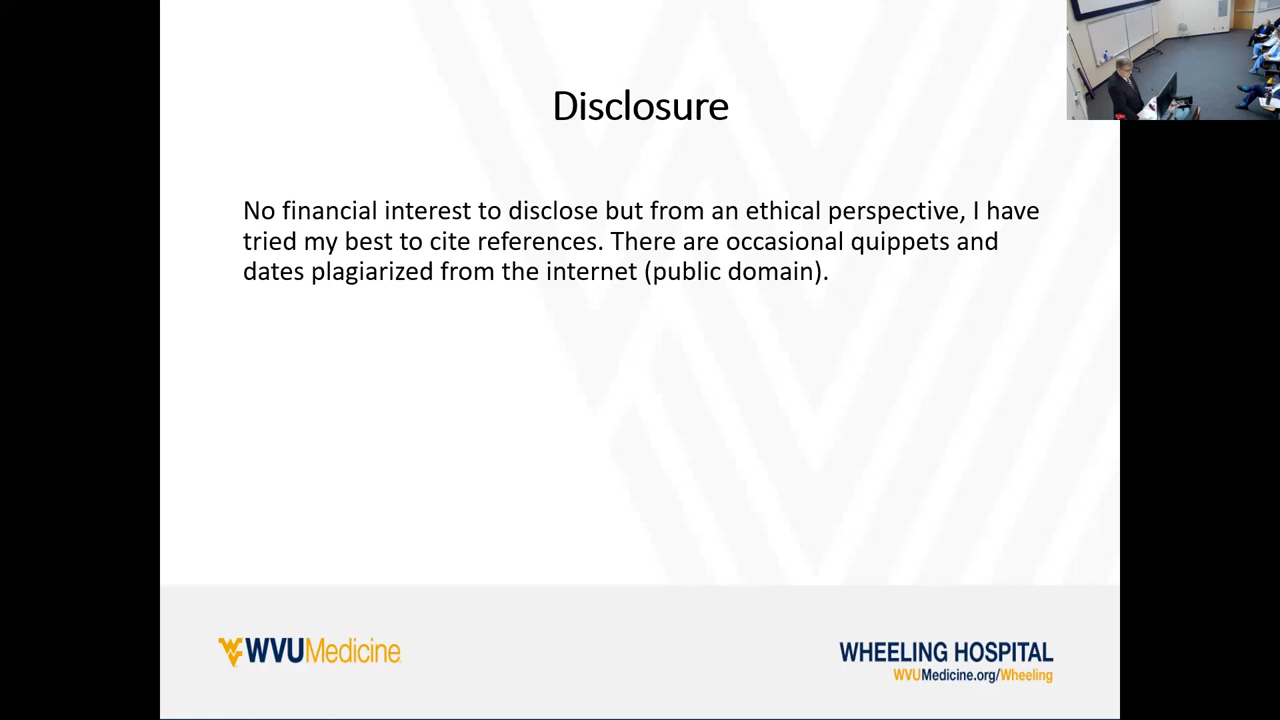 Disclosure
No financial interest to disclose but from an ethical perspective, I have
tried my best to cite references. There are occasional quippets and
dates plagiarized from the internet (public domain).
WVUMedicine
WHEELING HOSPITAL
WVUMedicine.org/Wheeling